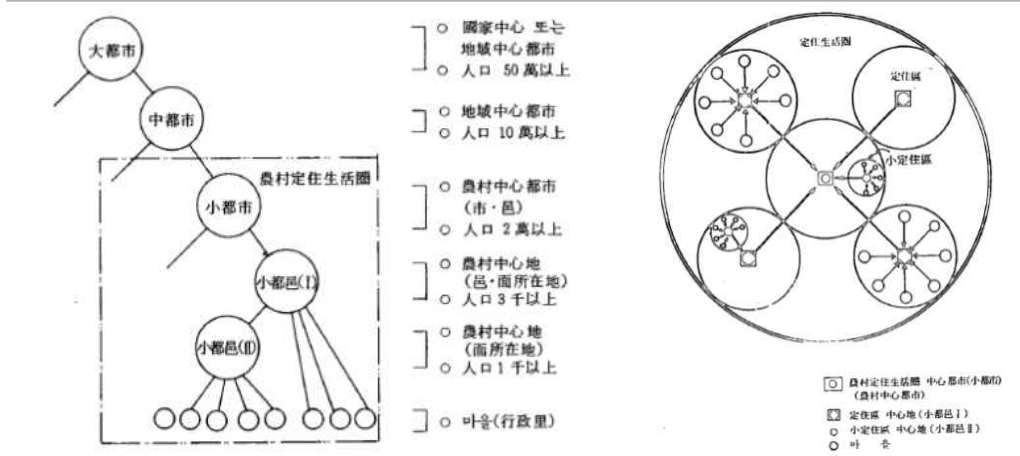 大都市
中都市
農村定住生活圈
小都市
小都邑(Ⅰ)
小都邑(Ⅱ)
○ 國家中心 또는
地域中心都市
○ 人口 50萬以上
○ 地域中心都市
○ 人口 10萬以上
○ 農村中心都市
(市·邑)
○ 人口 2萬以上
○ 農村中心地
(邑·面所在地)
○ 人口 3千以上
○ 農村中心地
(面所在地)
○ 人口 1千以上
○ 마을(行政里)
定住生活圈
定住區
小定住區
農村定住生活圈 中心都市(小都市)
(農村中心都市)
定住區 中心地(小都邑Ⅰ)
小定住區 中心地(小都邑Ⅱ)
마 을